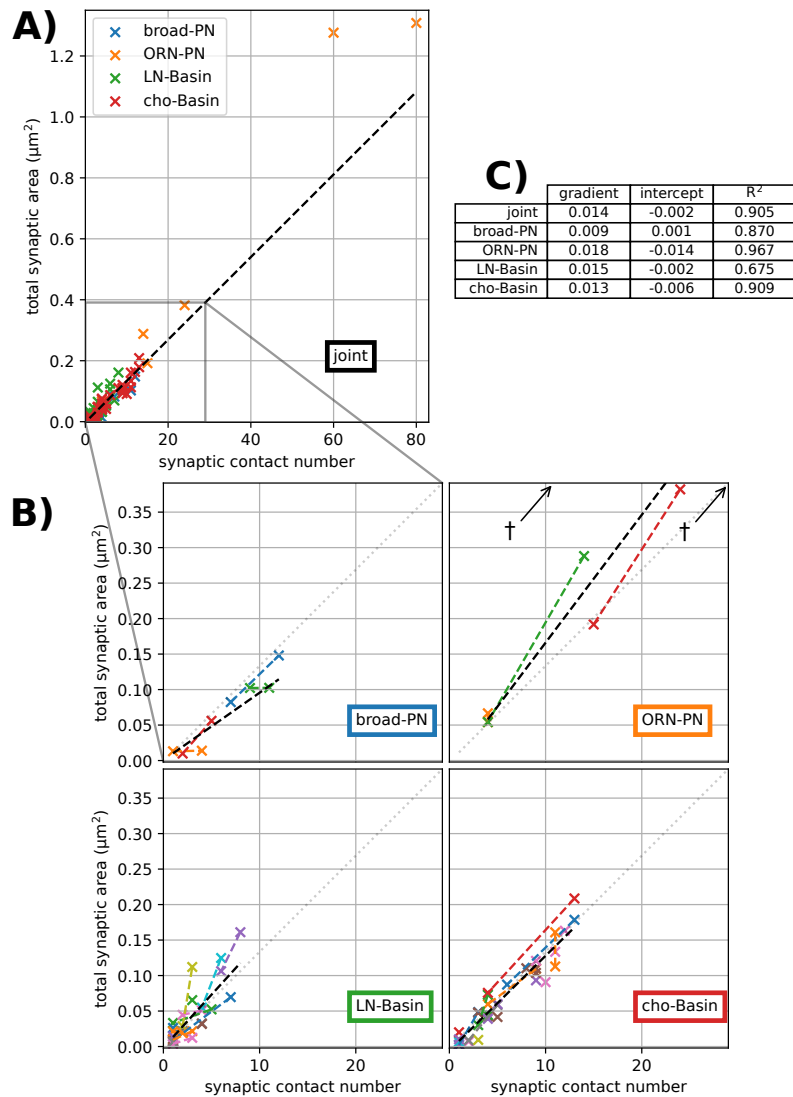 A)
broad-PN
ORN-PN
LN-Basin
cho-Basin
1.2
1.0
0.8
0.6
0.4
0.2
0.0
total synaptic area (μm²)
joint
0 20 40 60 80
synaptic contact number
C)
gradient intercept R²
joint 0.014 -0.002 0.905
broad-PN 0.009 0.001 0.870
ORN-PN 0.018 -0.014 0.967
LN-Basin 0.015 -0.002 0.675
cho-Basin 0.013 -0.006 0.909
B)
0.35
0.30
0.25
0.20
0.15
0.10
0.05
0.00
total synaptic area (μm²)
broad-PN
† †
ORN-PN
0.35
0.30
0.25
0.20
0.15
0.10
0.05
0.00
total synaptic area (μm²)
LN-Basin
cho-Basin
0 10 20 0 10 20
synaptic contact number synaptic contact number